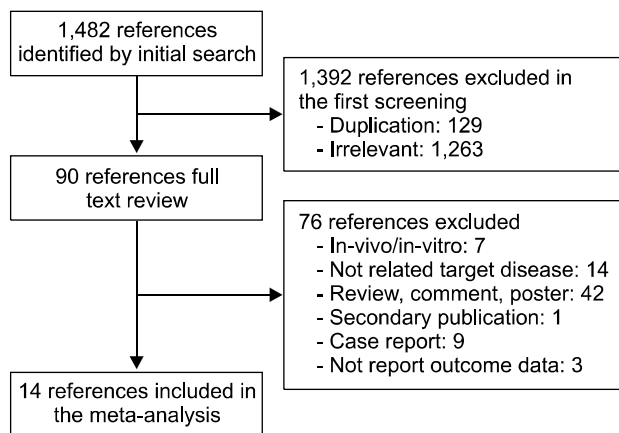 1,482 references
identified by initial search
1,392 references excluded in
the first screening
- Duplication: 129
- Irrelevant: 1,263
90 references full
text review
76 references excluded
- In-vivo/in-vitro: 7
- Not related target disease: 14
- Review, comment, poster: 42
- Secondary publication: 1
- Case report: 9
- Not report outcome data: 3
14 references included in
the meta-analysis